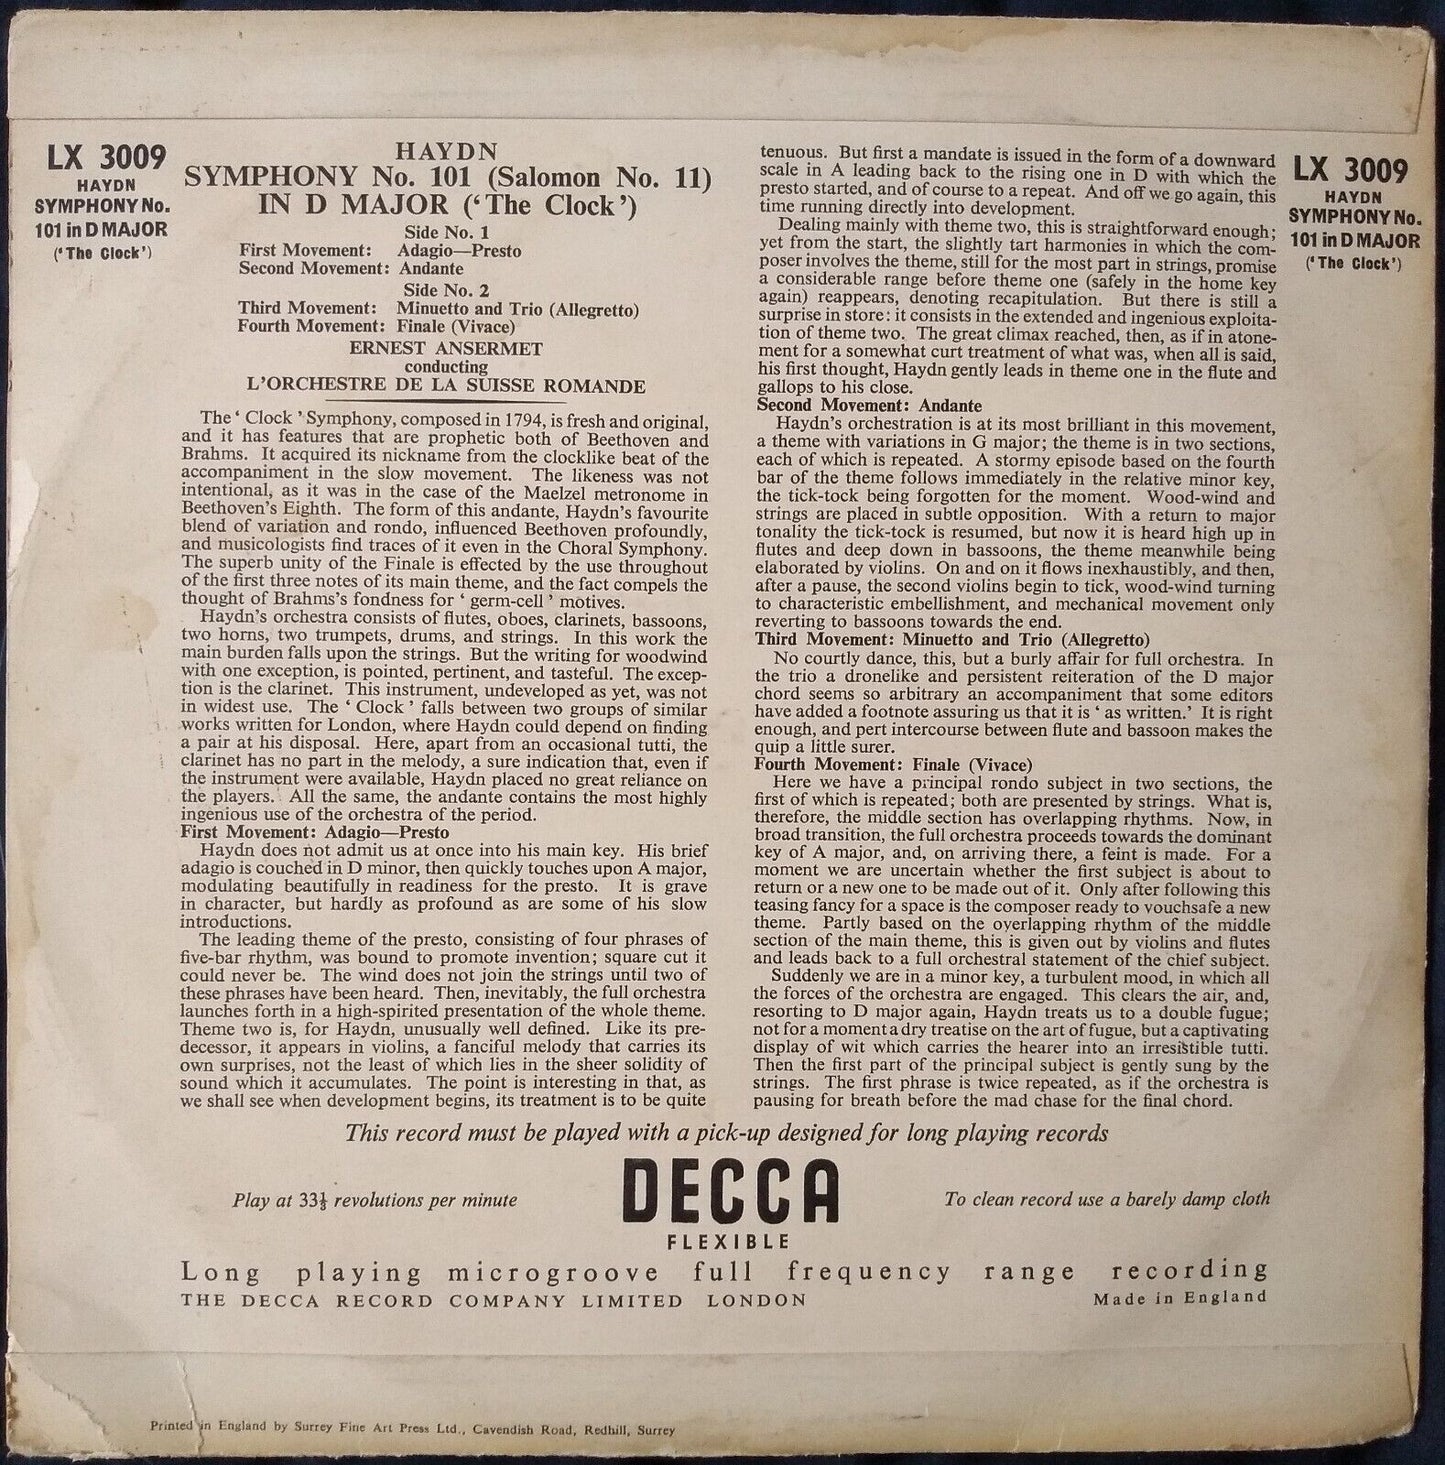 LX 3009
HAYDN
SYMPHONY No.
101 in D MAJOR
(‘The Clock’)
HAYDN
SYMPHONY No. 101 (Salomon No. 11)
IN D MAJOR (‘The Clock’)
Side No. 1
First Movement: Adagio—Presto
Second Movement: Andante
Side No. 2
Third Movement: Minuetto and Trio (Allegretto)
Fourth Movement: Finale (Vivace)
ERNEST ANSERMET
conducting
L'ORCHESTRE DE LA SUISSE ROMANDE
The ‘ Clock ’ Symphony, composed in 1794, is fresh and original,
and it has features that are prophetic both of Beethoven and
Brahms. It acquired its nickname from the clocklike beat of the
accompaniment in the slow movement. The likeness was not
intentional, as it was in the case of the Maelzel metronome in
Beethoven's Eighth. The form of this andante, Haydn's favourite
blend of variation and rondo, influenced Beethoven profoundly,
and musicologists find traces of it even in the Choral Symphony.
The superb unity of the Finale is effected by the use throughout
of the first three notes of its main theme, and the fact compels the
thought of Brahms's fondness for ‘ germ-cell ’ motives.
Haydn's orchestra consists of flutes, oboes, clarinets, bassoons,
two horns, two trumpets, drums, and strings. In this work the
main burden falls upon the strings. But the writing for woodwind
with one exception, is pointed, pertinent, and tasteful. The excep-
tion is the clarinet. This instrument, undeveloped as yet, was not
in widest use. The ‘ Clock ’ falls between two groups of similar
works written for London, where Haydn could depend on finding
a pair at his disposal. Here, apart from an occasional tutti, the
clarinet has no part in the melody, a sure indication that, even if
the instrument were available, Haydn placed no great reliance on
the players. All the same, the andante contains the most highly
ingenious use of the orchestra of the period.
First Movement: Adagio—Presto
Haydn does not admit us at once into his main key. His brief
adagio is couched in D minor, then quickly touches upon A major,
modulating beautifully in readiness for the presto. It is grave
in character, but hardly as profound as are some of his slow
introductions.
The leading theme of the presto, consisting of four phrases of
five-bar rhythm, was bound to promote invention; square cut it
could never be. The wind does not join the strings until two of
these phrases have been heard. Then, inevitably, the full orchestra
launches forth in a high-spirited presentation of the whole theme.
Theme two is, for Haydn, unusually well defined. Like its pre-
decessor, it appears in violins, a fanciful melody that carries its
own surprises, not the least of which lies in the sheer solidity of
sound which it accumulates. The point is interesting in that, as
we shall see when development begins, its treatment is to be quite
tenuous. But first a mandate is issued in the form of a downward
scale in A leading back to the rising one in D with which the
presto started, and of course to a repeat. And off we go again, this
time running directly into development.
Dealing mainly with theme two, this is straightforward enough;
yet from the start, the slightly tart harmonies in which the com-
poser involves the theme, still for the most part in strings, promise
a considerable range before theme one (safely in the home key
again) reappears, denoting recapitulation. But there is still a
surprise in store: it consists in the extended and ingenious exploita-
tion of theme two. The great climax reached, then, as if in atone-
ment for a somewhat curt treatment of what was, when all is said,
his first thought, Haydn gently leads in theme one in the flute and
gallops to his close.
Second Movement: Andante
Haydn's orchestration is at its most brilliant in this movement,
a theme with variations in G major; the theme is in two sections,
each of which is repeated. A stormy episode based on the fourth
bar of the theme follows immediately in the relative minor key,
the tick-tock being forgotten for the moment. Wood-wind and
strings are placed in subtle opposition. With a return to major
tonality the tick-tock is resumed, but now it is heard high up in
flutes and deep down in bassoons, the theme meanwhile being
elaborated by violins. On and on it flows inexhaustibly, and then,
after a pause, the second violins begin to tick, wood-wind turning
to characteristic embellishment, and mechanical movement only
reverting to bassoons towards the end.
Third Movement: Minuetto and Trio (Allegretto)
No courtly dance, this, but a burly affair for full orchestra. In
the trio a dronelike and persistent reiteration of the D major
chord seems so arbitrary an accompaniment that some editors
have added a footnote assuring us that it is ‘ as written.’ It is right
enough, and pert intercourse between flute and bassoon makes the
quip a little surer.
Fourth Movement: Finale (Vivace)
Here we have a principal rondo subject in two sections, the
first of which is repeated; both are presented by strings. What is,
therefore, the middle section has overlapping rhythms. Now, in
broad transition, the full orchestra proceeds towards the dominant
key of A major, and, on arriving there, a feint is made. For a
moment we are uncertain whether the first subject is about to
return or a new one to be made out of it. Only after following this
teasing fancy for a space is the composer ready to vouchsafe a new
theme. Partly based on the overlapping rhythm of the middle
section of the main theme, this is given out by violins and flutes
and leads back to a full orchestral statement of the chief subject.
Suddenly we are in a minor key, a turbulent mood, in which all
the forces of the orchestra are engaged. This clears the air, and,
resorting to D major again, Haydn treats us to a double fugue;
not for a moment a dry treatise on the art of fugue, but a captivating
display of wit which carries the hearer into an irresistible tutti.
Then the first part of the principal subject is gently sung by the
strings. The first phrase is twice repeated, as if the orchestra is
pausing for breath before the mad chase for the final chord.
LX 3009
HAYDN
SYMPHONY No.
101 in D MAJOR
(‘The Clock’)
This record must be played with a pick-up designed for long playing records
Play at 33⅓ revolutions per minute
DECCA
FLEXIBLE
To clean record use a barely damp cloth
Long playing microgroove full frequency range recording
THE DECCA RECORD COMPANY LIMITED LONDON
Made in England
Printed in England by Surrey Fine Art Press Ltd., Cavendish Road, Redhill, Surrey